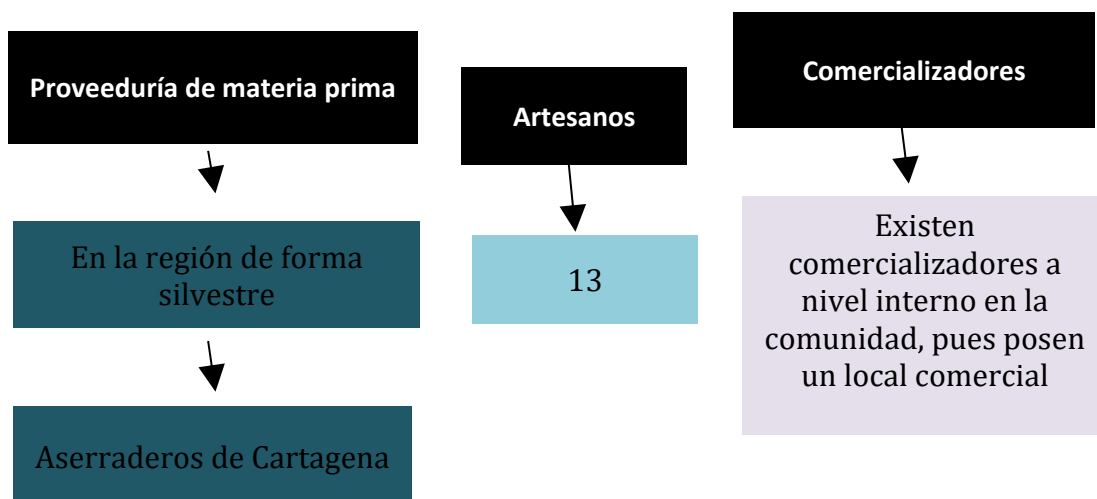 Proveeduría de materia prima
En la región de forma
silvestre
Aserraderos de Cartagena
Artesanos
13
Comercializadores
Existen
comercializadores a
nivel interno en la
comunidad, pues posen
un local comercial